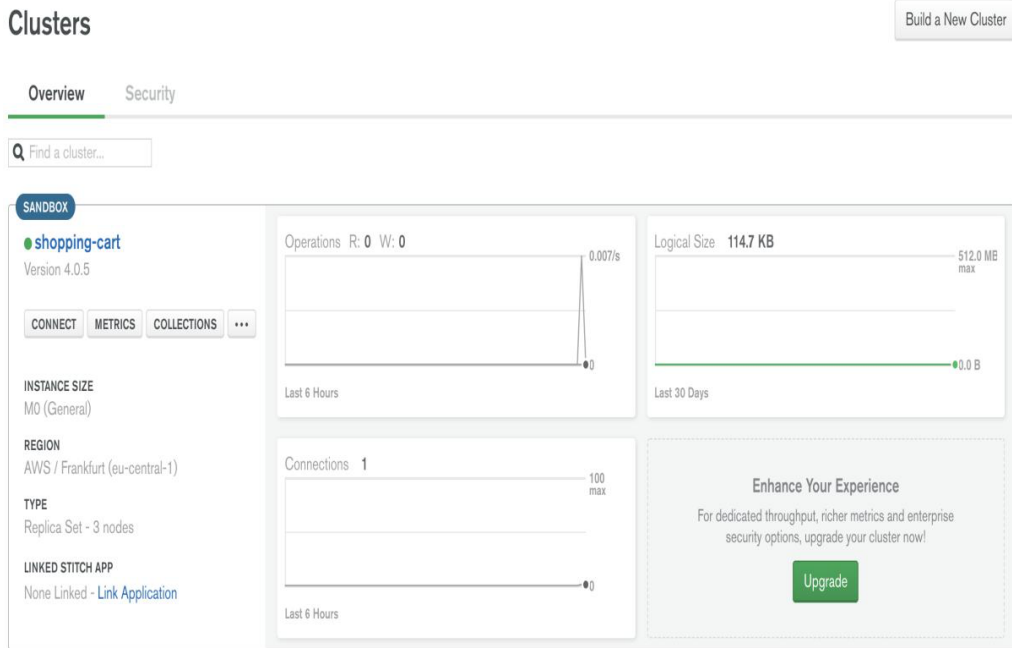 Clusters
Build a New Cluster
Overview Security
Find a cluster...
SANDBOX
shopping-cart
Version 4.0.5
CONNECT METRICS COLLECTIONS ...
INSTANCE SIZE
M0 (General)
REGION
AWS / Frankfurt (eu-central-1)
TYPE
Replica Set - 3 nodes
LINKED STITCH APP
None Linked - Link Application
Operations R: 0 W: 0
0.007/s
0
Last 6 Hours
Logical Size 114.7 KB
512.0 MB
max
0.0 B
Last 30 Days
Connections 1
100
max
0
Last 6 Hours
Enhance Your Experience
For dedicated throughput, richer metrics and enterprise
security options, upgrade your cluster now!
Upgrade